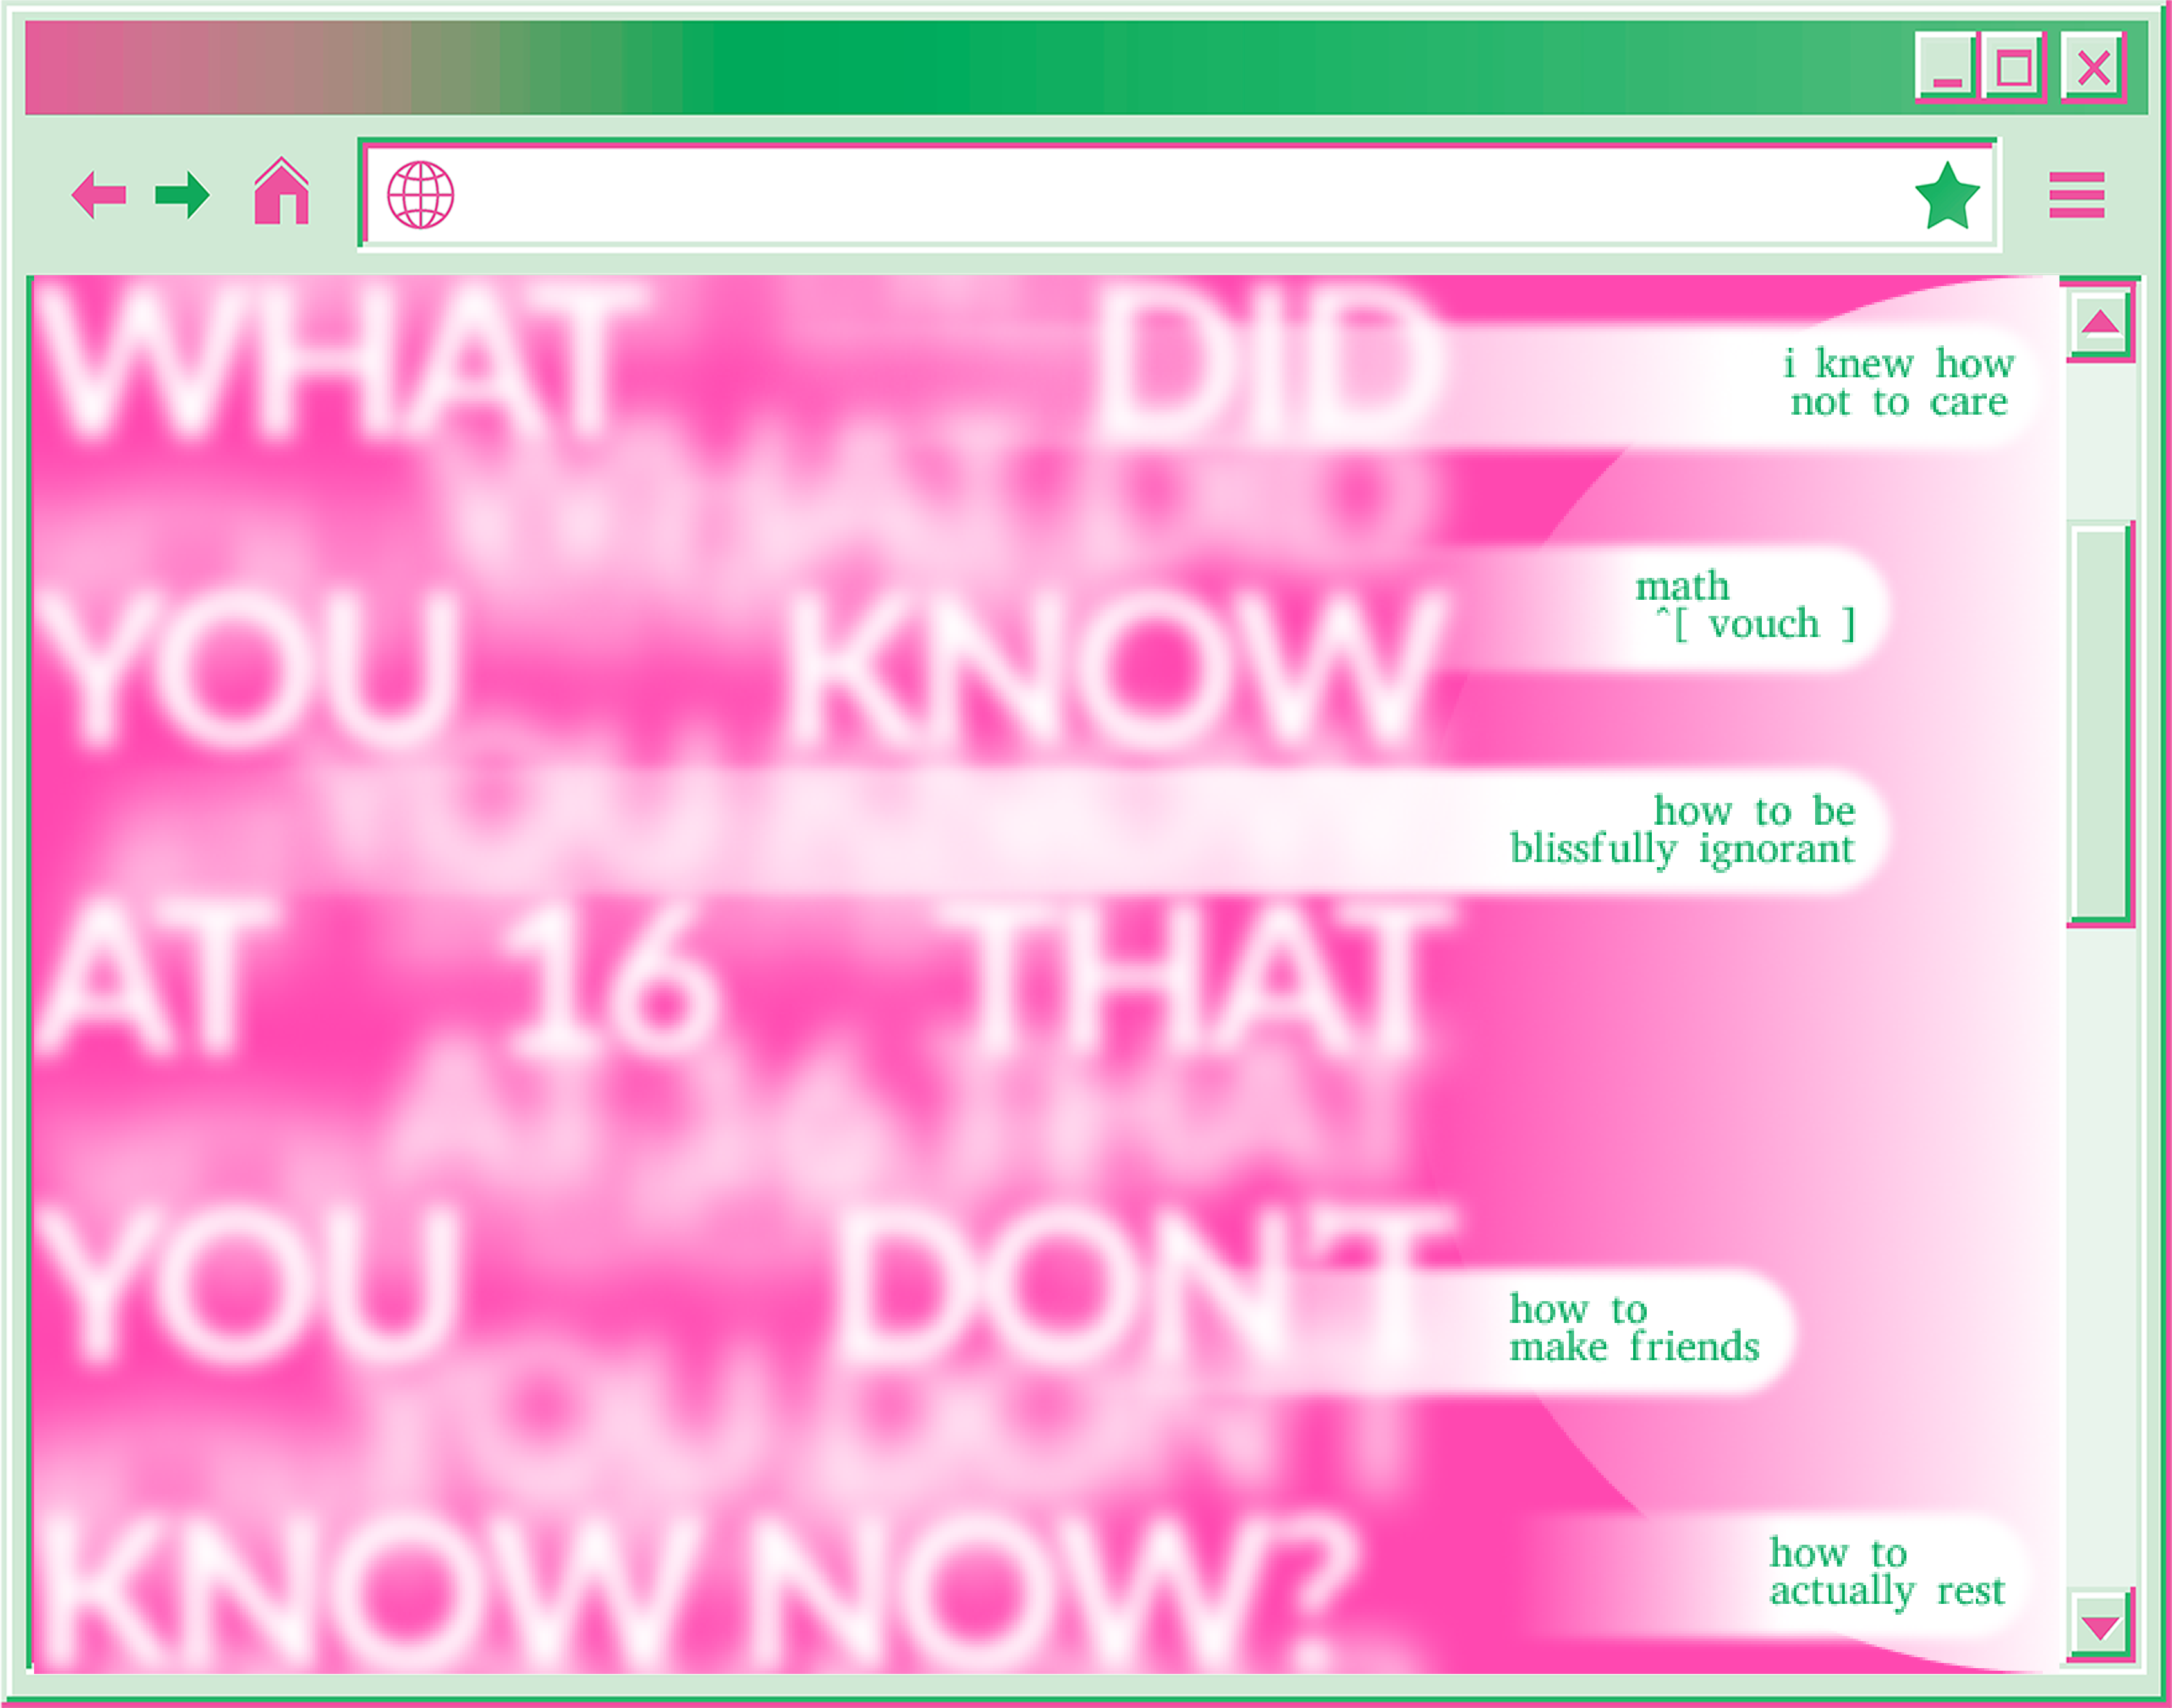 WHAT DID
YOU KNOW
AT 16 THAT
YOU DON'T
KNOW NOW?
i knew how
not to care
math
^[ vouch ]
how to be
blissfully ignorant
how to
make friends
how to
actually rest